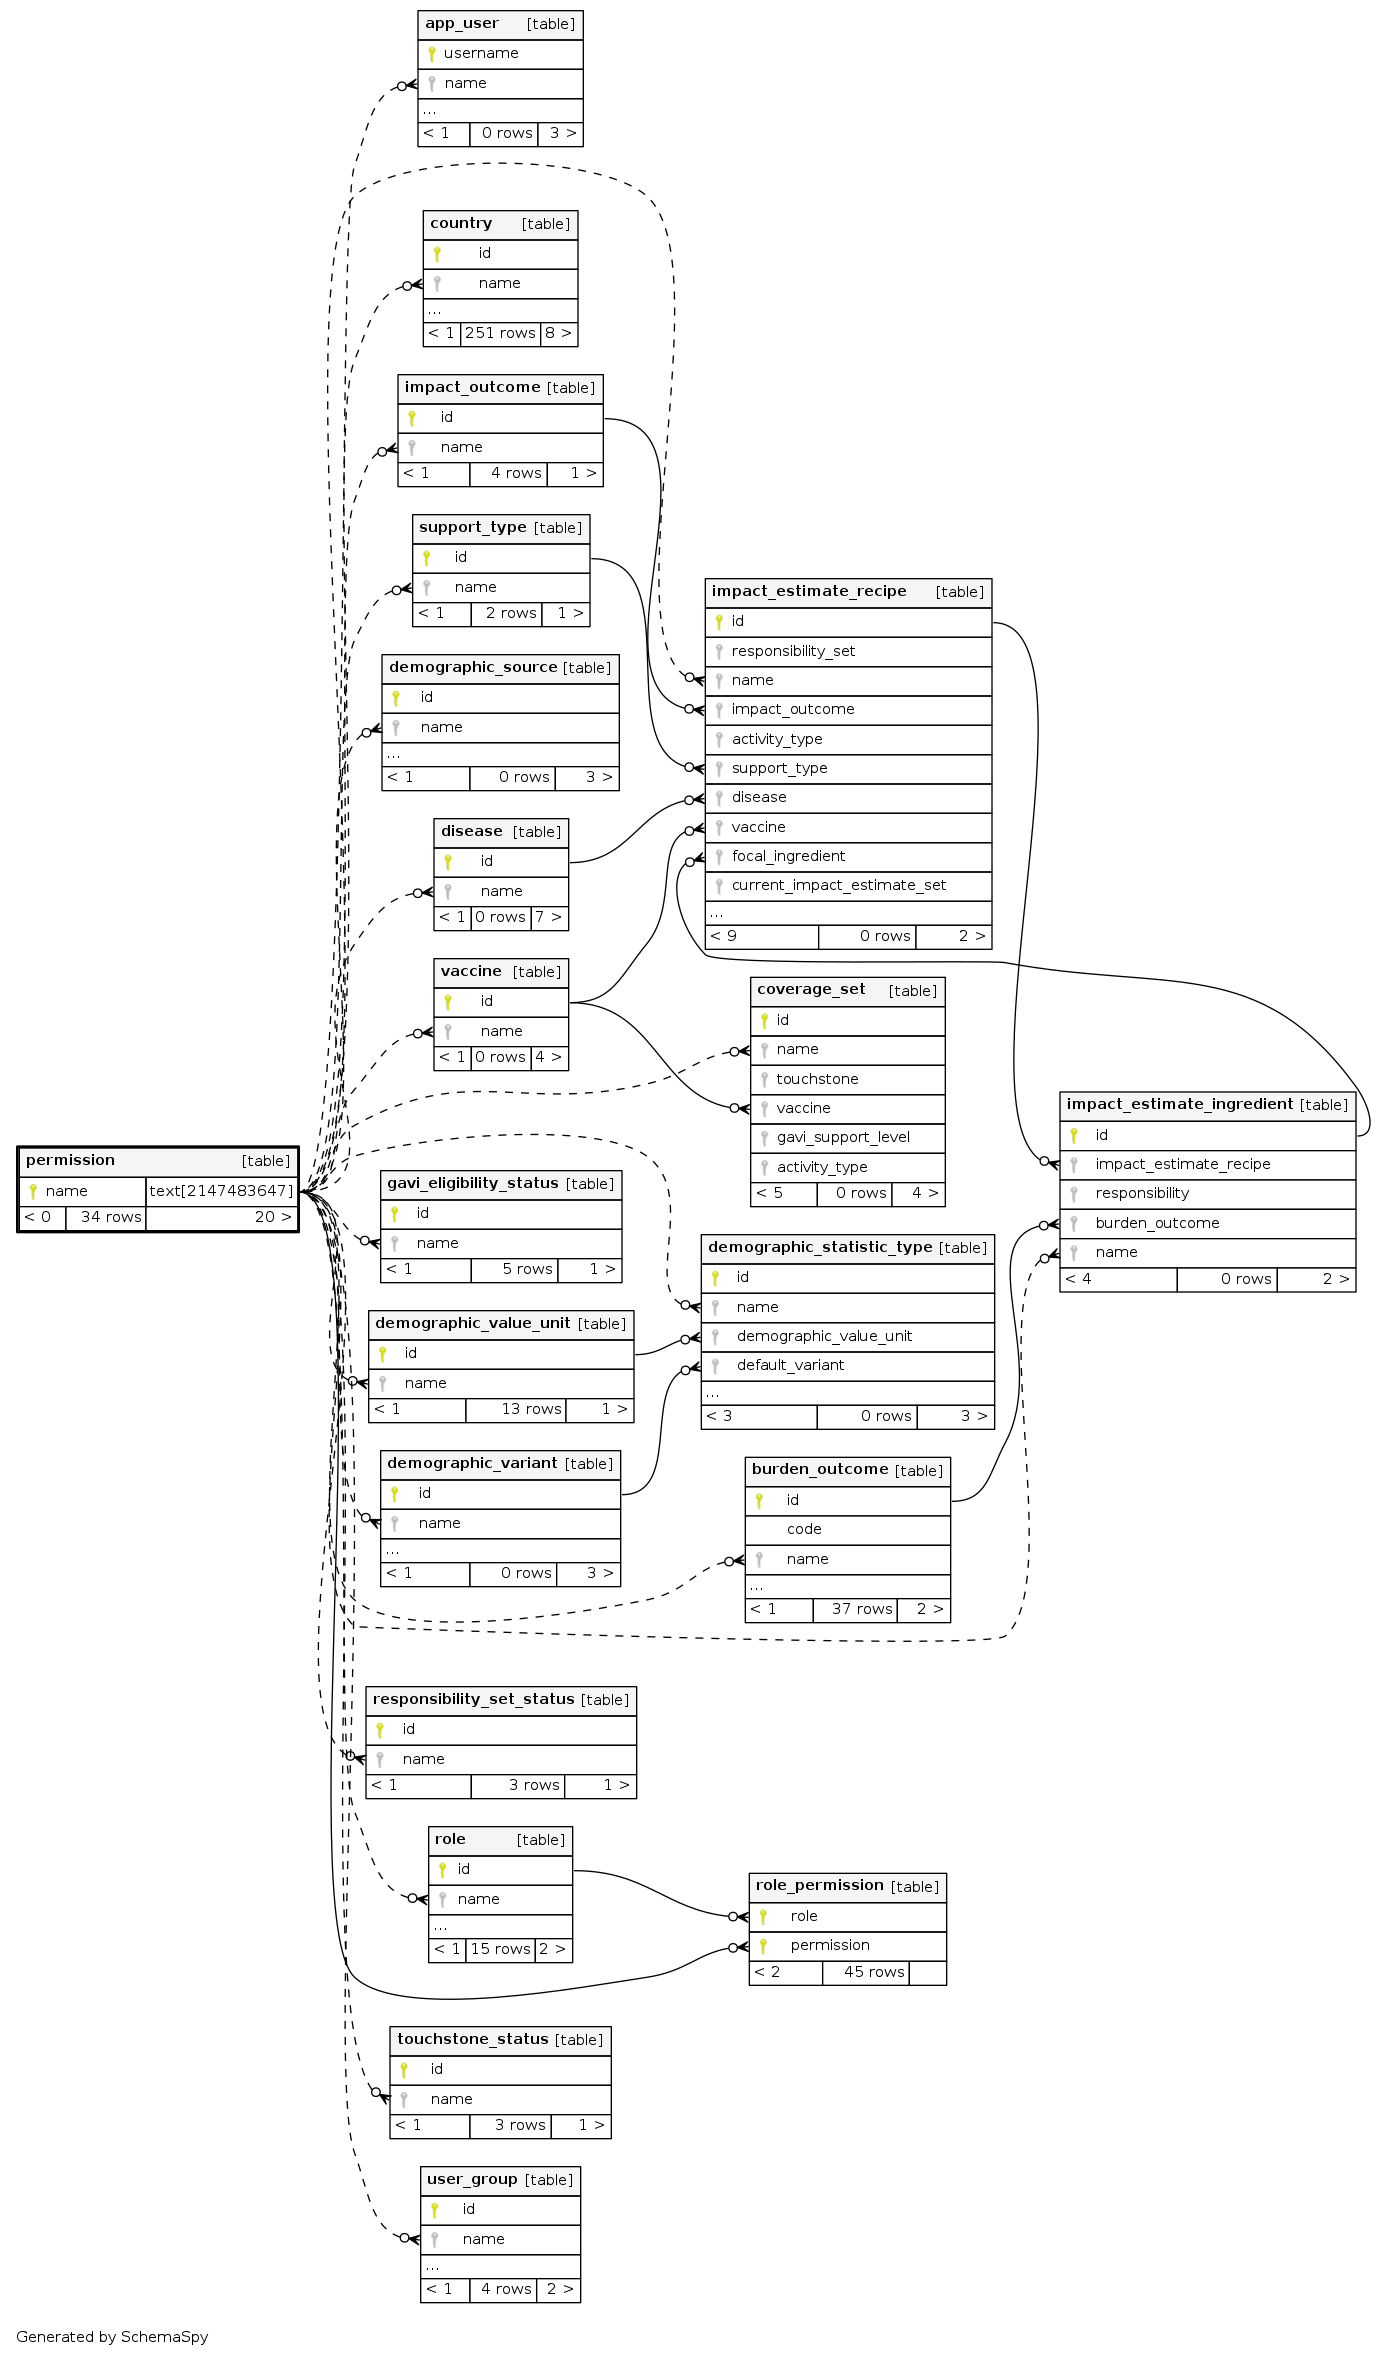 app_user [table]
username
name
...
< 1 0 rows 3 >
country [table]
id
name
...
< 1 251 rows 8 >
impact_outcome [table]
id
name
< 1 4 rows 1 >
support_type [table]
id
name
< 1 2 rows 1 >
demographic_source [table]
id
name
...
< 1 0 rows 3 >
disease [table]
id
name
< 1 0 rows 7 >
vaccine [table]
id
name
< 1 0 rows 4 >
impact_estimate_recipe [table]
id
responsibility_set
name
impact_outcome
activity_type
support_type
disease
vaccine
focal_ingredient
current_impact_estimate_set
...
< 9 0 rows 2 >
coverage_set [table]
id
name
touchstone
vaccine
gavi_support_level
activity_type
< 5 0 rows 4 >
impact_estimate_ingredient [table]
id
impact_estimate_recipe
responsibility
burden_outcome
name
< 4 0 rows 2 >
permission [table]
name text[2147483647]
< 0 34 rows 20 >
gavi_eligibility_status [table]
id
name
< 1 5 rows 1 >
demographic_statistic_type [table]
id
name
demographic_value_unit
default_variant
...
< 3 0 rows 3 >
demographic_value_unit [table]
id
name
< 1 13 rows 1 >
demographic_variant [table]
id
name
...
< 1 0 rows 3 >
burden_outcome [table]
id
code
name
...
< 1 37 rows 2 >
responsibility_set_status [table]
id
name
< 1 3 rows 1 >
role [table]
id
name
...
< 1 15 rows 2 >
role_permission [table]
role
permission
< 2 45 rows
touchstone_status [table]
id
name
< 1 3 rows 1 >
user_group [table]
id
name
...
< 1 4 rows 2 >
Generated by SchemaSpy